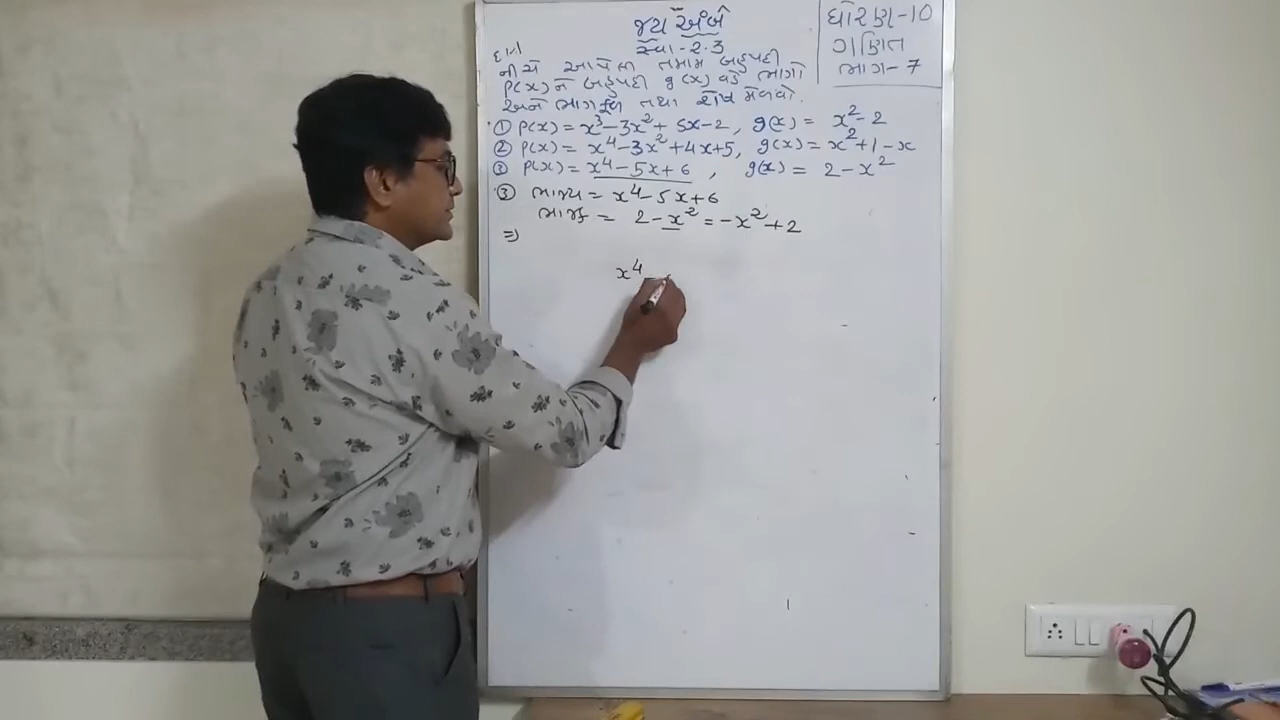 જય અંબે
સ્વા-2.3
ધોરણ-10
ગણિત
ભાગ-7
નીચે આપેલી તમામ બહુપદી
P(x)ને બહુપદી g(x) વડે ભાગો
અને ભાગફળ તથા શેષ મેળવો.
① P(x) = x³-3x²+5x-2, g(x) = x²-2
② P(x) = x⁴-3x²+4x+5, g(x) = x²+1-x
③ P(x) = x⁴-5x+6 , g(x) = 2-x²
③ ભાજ્ય = x⁴-5x+6
ભાજક = 2-x² = -x²+2
⇒
x⁴